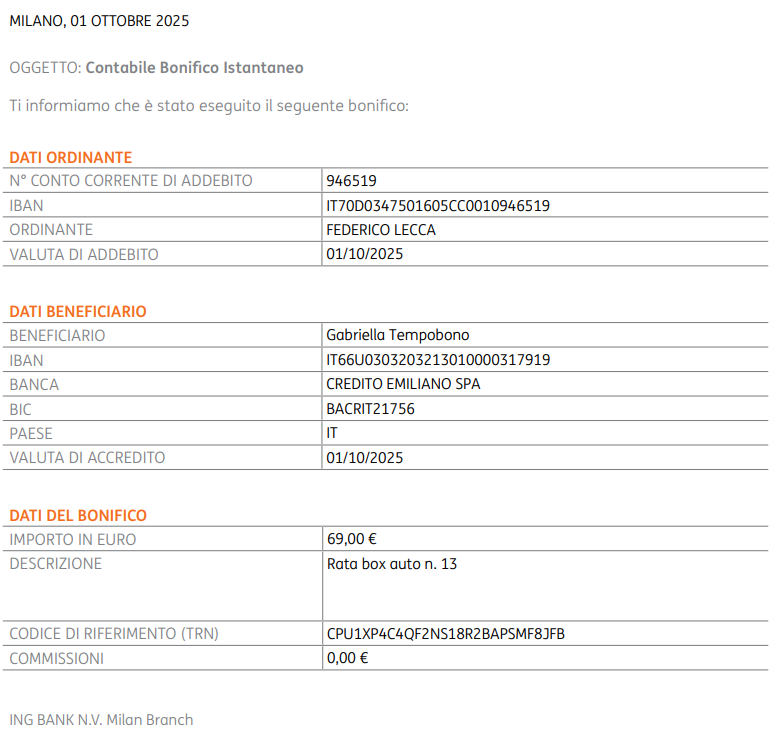 MILANO, 01 OTTOBRE 2025
OGGETTO: Contabile Bonifico Istantaneo
Ti informiamo che è stato eseguito il seguente bonifico:
DATI ORDINANTE
N° CONTO CORRENTE DI ADDEBITO 946519
IBAN IT70D0347501605CC0010946519
ORDINANTE FEDERICO LECCA
VALUTA DI ADDEBITO 01/10/2025
DATI BENEFICIARIO
BENEFICIARIO Gabriella Tempobono
IBAN IT66U0303203213010000317919
BANCA CREDITO EMILIANO SPA
BIC BACRIT21756
PAESE IT
VALUTA DI ACCREDITO 01/10/2025
DATI DEL BONIFICO
IMPORTO IN EURO 69,00 €
DESCRIZIONE Rata box auto n. 13
CODICE DI RIFERIMENTO (TRN) CPU1XP4C4QF2NS18R2BAPSMF8JFB
COMMISSIONI 0,00 €
ING BANK N.V. Milan Branch